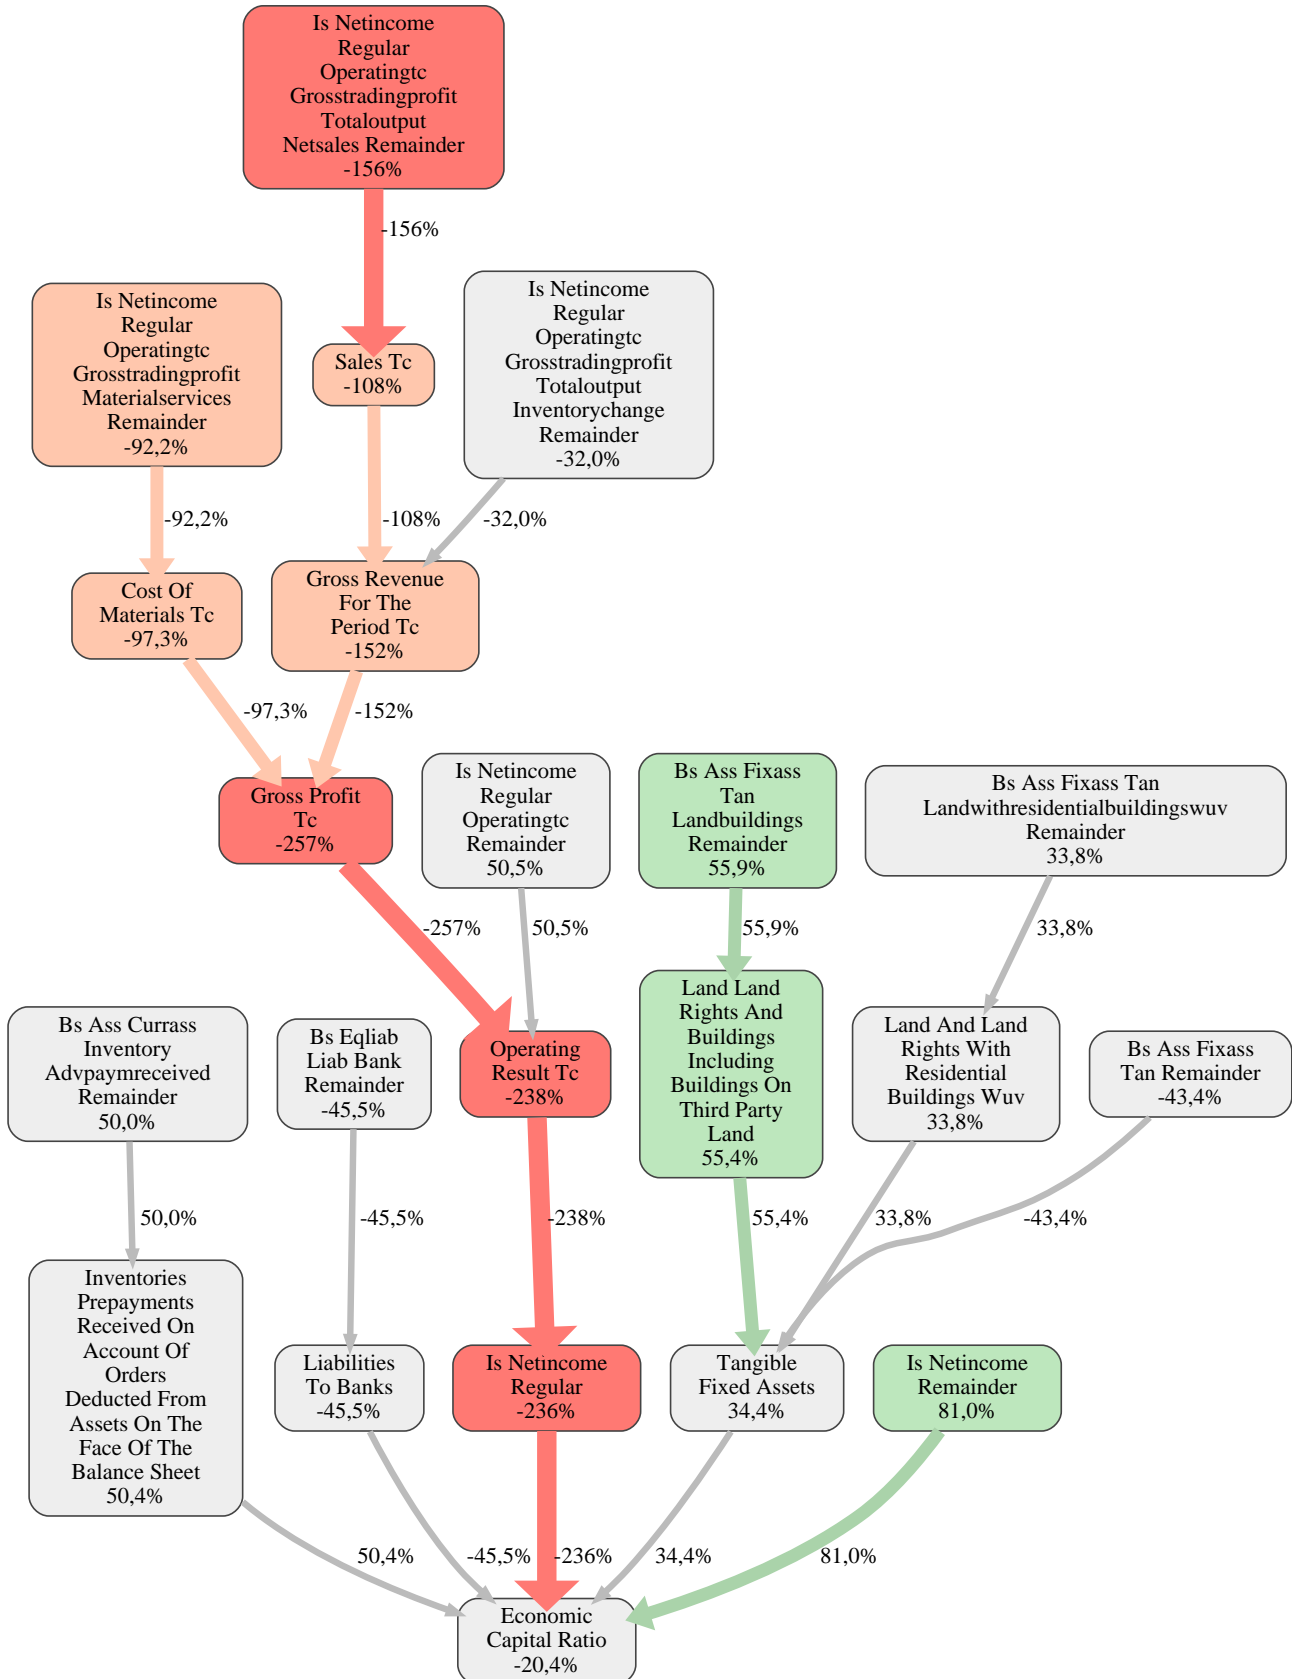 Is Netincome
Regular
Operatingtc
Grosstradingprofit
Totaloutput
Netsales Remainder
-156%
-156%
Is Netincome
Regular
Operatingtc
Grosstradingprofit
Materialservices
Remainder
-92,2%
Sales Tc
-108%
Is Netincome
Regular
Operatingtc
Grosstradingprofit
Totaloutput
Inventorychange
Remainder
-32,0%
-92,2%
-108%
-32,0%
Cost Of
Materials Tc
-97,3%
Gross Revenue
For The
Period Tc
-152%
-97,3%
-152%
Gross Profit
Tc
-257%
Is Netincome
Regular
Operatingtc
Remainder
50,5%
Bs Ass Fixass
Tan
Landbuildings
Remainder
55,9%
Bs Ass Fixass Tan
Landwithresidentialbuildingswuv
Remainder
33,8%
-257%
50,5%
55,9%
33,8%
Bs Ass Currass
Inventory
Advpaymreceived
Remainder
50,0%
Bs Eqliab
Liab Bank
Remainder
-45,5%
Operating
Result Tc
-238%
Land Land
Rights And
Buildings
Including
Buildings On
Third Party
Land
55,4%
Land And Land
Rights With
Residential
Buildings Wuv
33,8%
Bs Ass Fixass
Tan Remainder
-43,4%
50,0%
-45,5%
-238%
55,4%
33,8%
-43,4%
Inventories
Prepayments
Received On
Account Of
Orders
Deducted From
Assets On The
Face Of The
Balance Sheet
50,4%
Liabilities
To Banks
-45,5%
Is Netincome
Regular
-236%
Tangible
Fixed Assets
34,4%
Is Netincome
Remainder
81,0%
50,4%
-45,5%
-236%
34,4%
81,0%
Economic
Capital Ratio
-20,4%